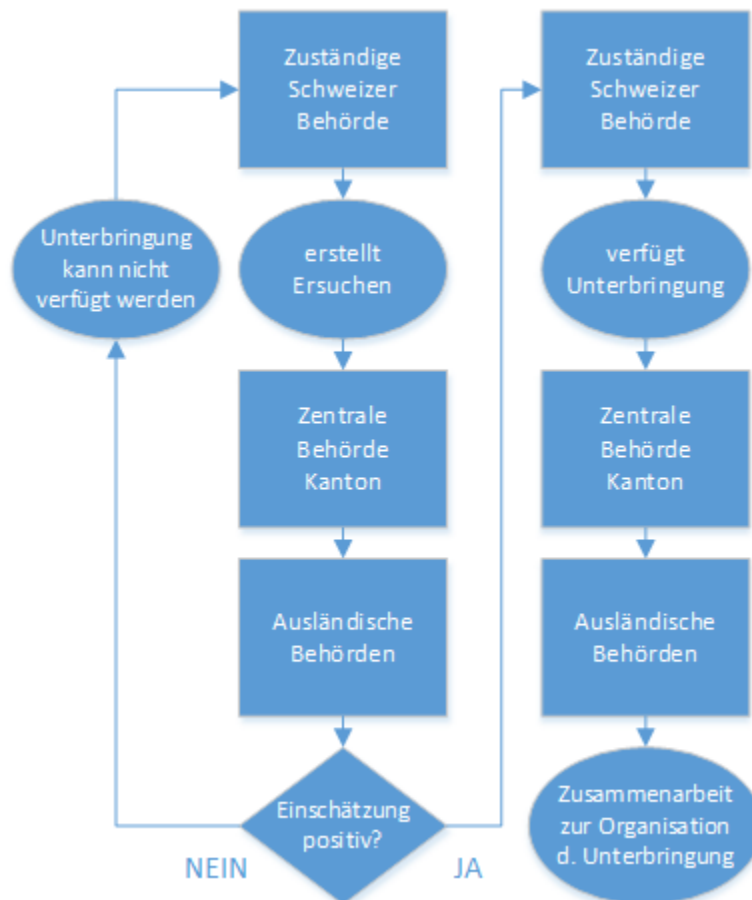 Zuständige
Schweizer
Behörde
erstellt
Ersuchen
Zentrale
Behörde
Kanton
Ausländische
Behörden
Einschätzung
positiv?
NEIN
Unterbringung
kann nicht
verfügt werden
JA
Zuständige
Schweizer
Behörde
verfügt
Unterbringung
Zentrale
Behörde
Kanton
Ausländische
Behörden
Zusammenarbeit
zur Organisation
d. Unterbringung